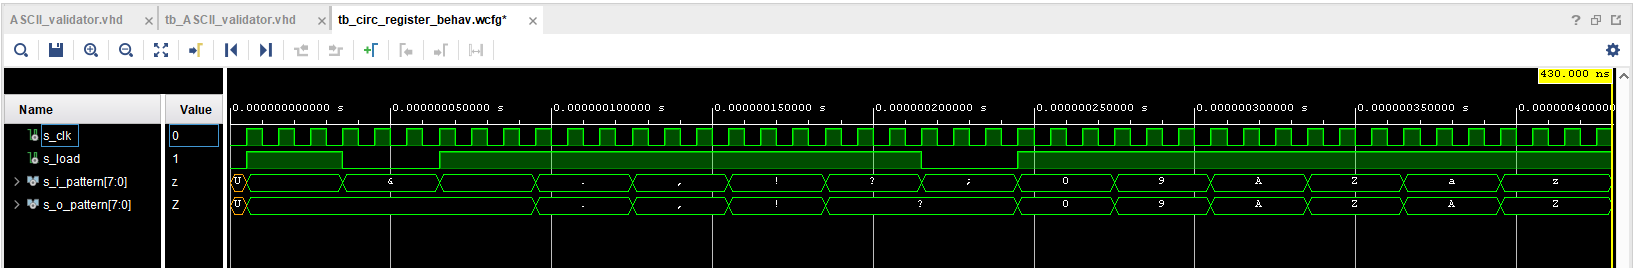 ASCII_validator.vhd × tb_ASCII_validator.vhd × tb_circ_register_behav.wcfg* × ?
430.000 ns
Name Value
0.000000000000 s 0.000000050000 s 0.000000100000 s 0.000000150000 s 0.000000200000 s 0.000000250000 s 0.000000300000 s 0.000000350000 s 0.000000400000
s_clk 0
s_load 1
s_i_pattern[7:0] z U & . , ! ? ; 0 9 A Z a z
s_o_pattern[7:0] Z U . , ! ? 0 9 A Z A Z